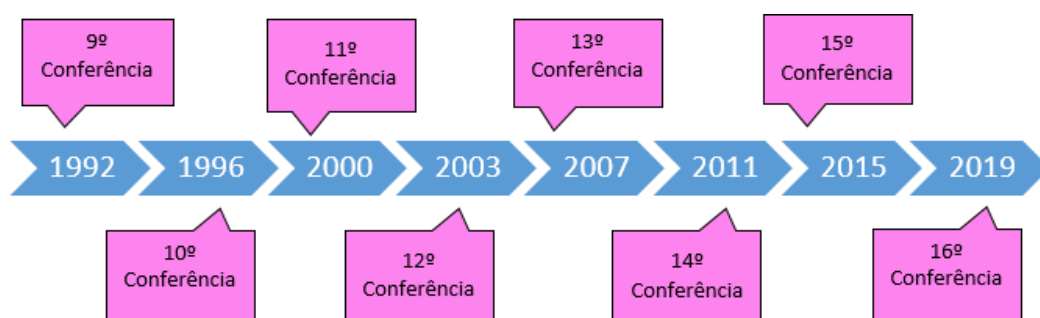 9º
Conferência
11º
Conferência
13º
Conferência
15º
Conferência
1992
1996
2000
2003
2007
2011
2015
2019
10º
Conferência
12º
Conferência
14º
Conferência
16º
Conferência